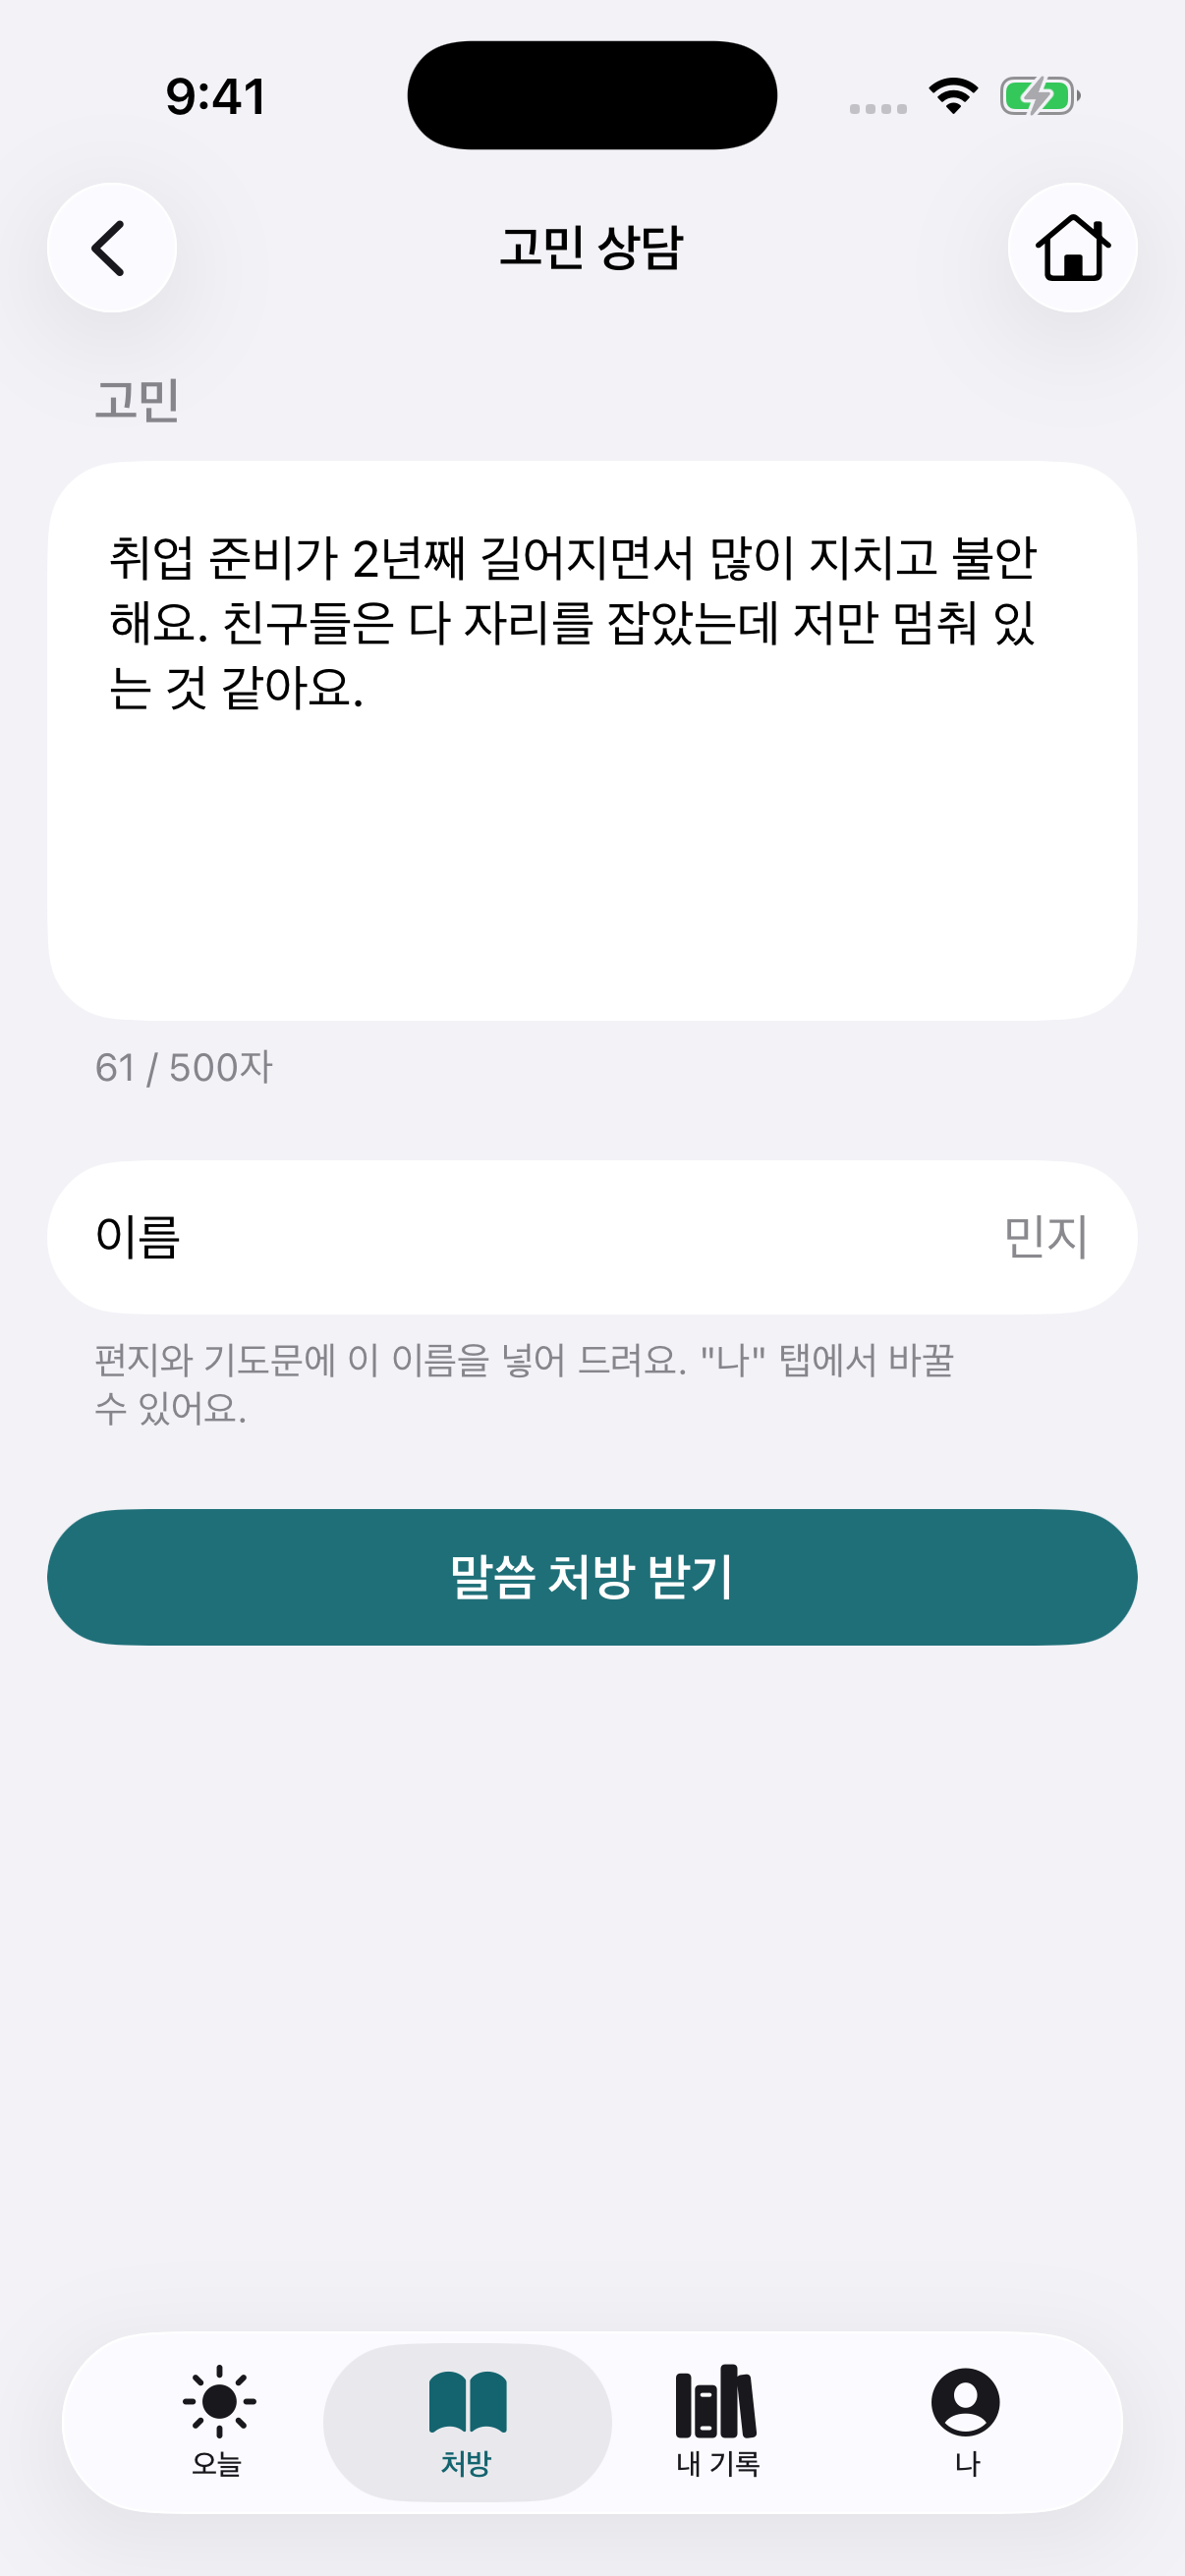 9:41
고민 상담
고민
취업 준비가 2년째 길어지면서 많이 지치고 불안
해요. 친구들은 다 자리를 잡았는데 저만 멈춰 있
는 것 같아요.
61 / 500자
이름 민지
편지와 기도문에 이 이름을 넣어 드려요. "나" 탭에서 바꿀
수 있어요.
말씀 처방 받기
오늘 처방 내 기록 나